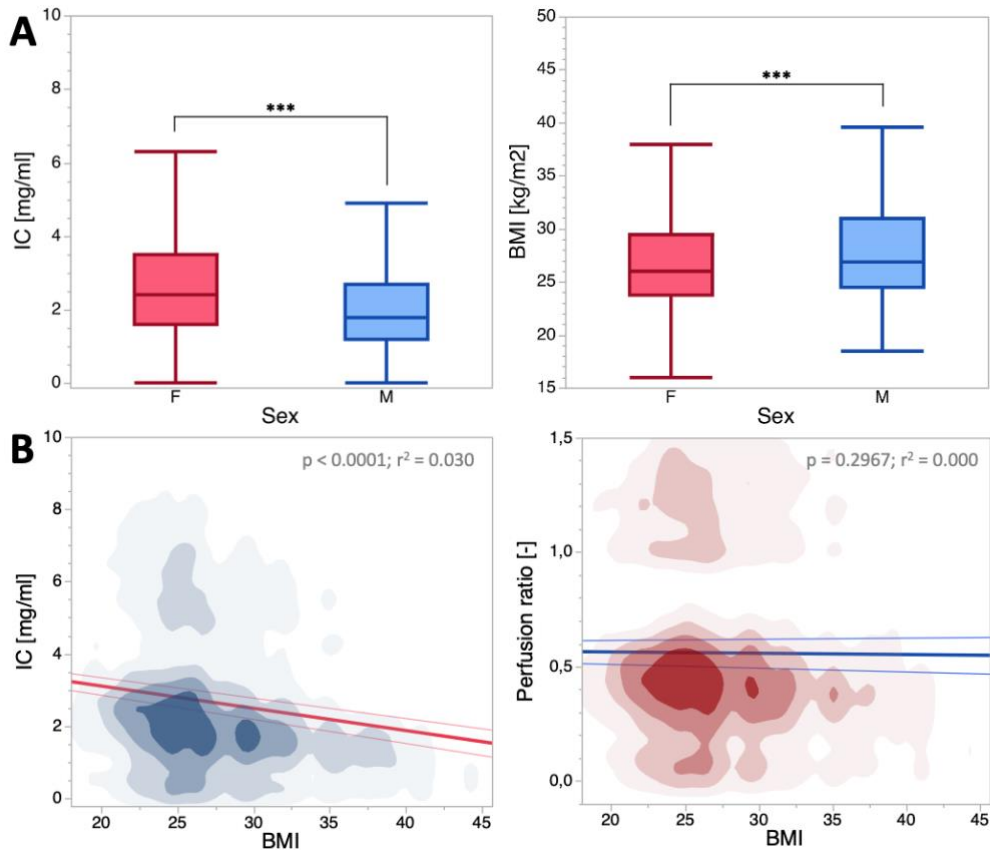 A
IC [mg/ml]
10
8
6
4
2
0
***
F
M
Sex
BMI [kg/m2]
50
45
40
35
30
25
20
15
***
F
M
Sex
B
IC [mg/ml]
10
8
6
4
2
0
p < 0.0001; r² = 0.030
20 25 30 35 40 45
BMI
Perfusion ratio [-]
1,5
1,0
0,5
0,0
p = 0.2967; r² = 0.000
20 25 30 35 40 45
BMI